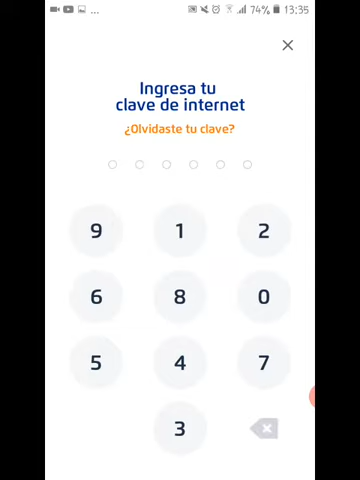 ... 74% 13:35
Ingresa tu
clave de internet
¿Olvidaste tu clave?
9 1 2
6 8 0
5 4 7
3